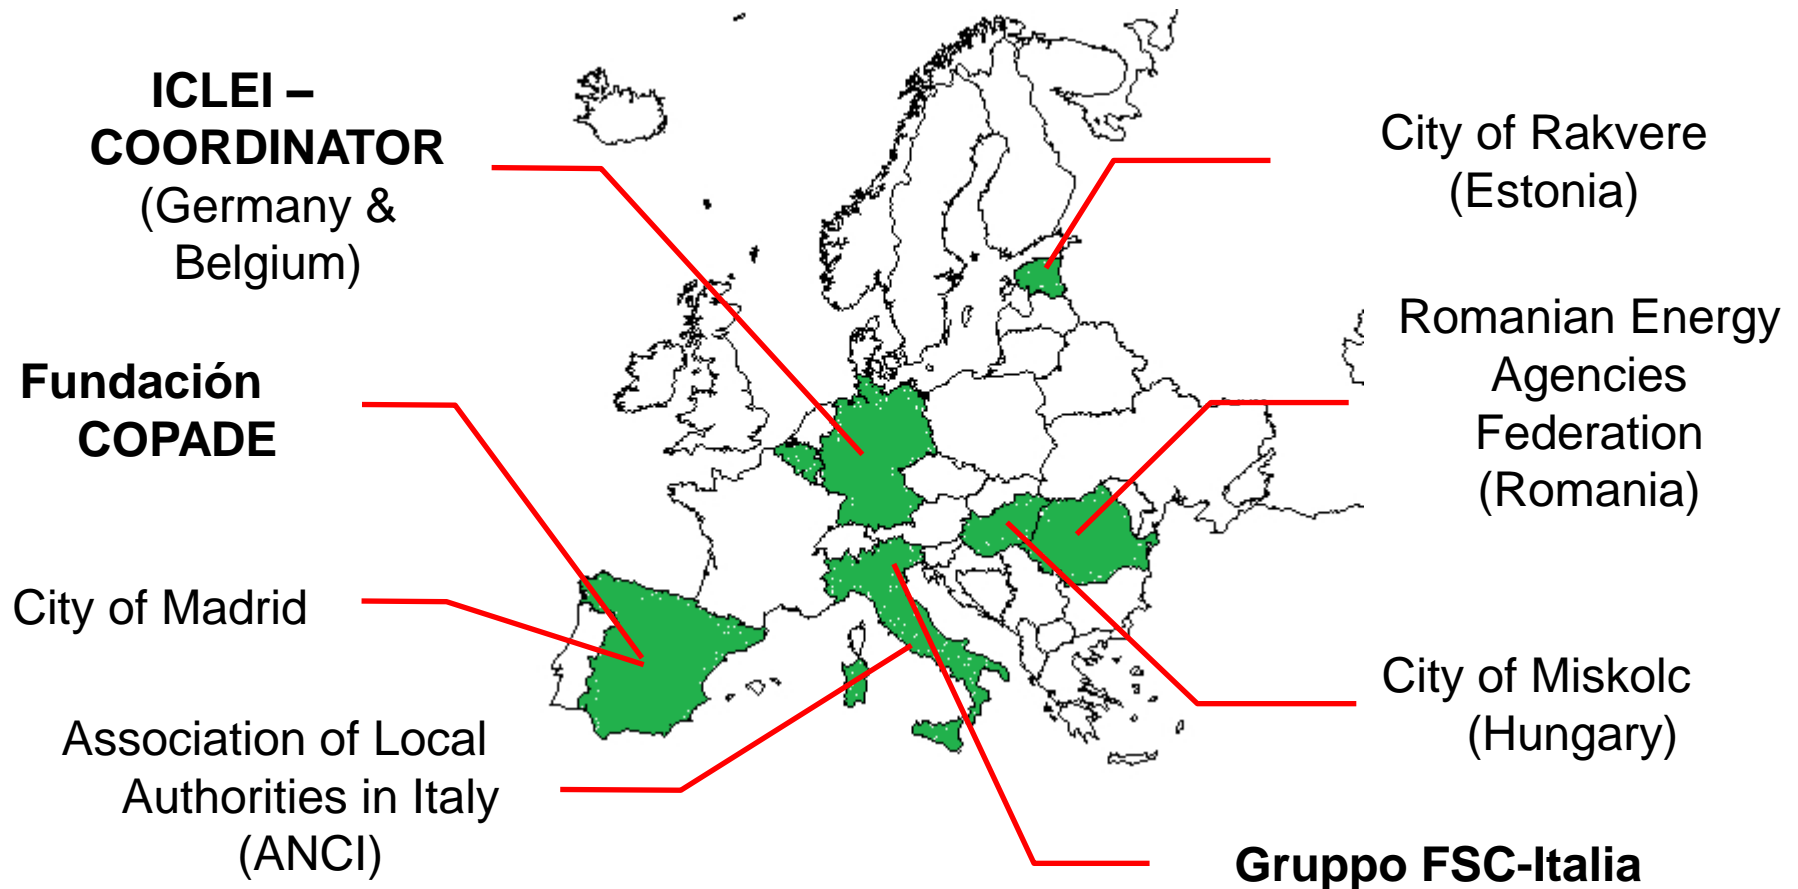 ICLEI –
COORDINATOR
(Germany &
Belgium)
Fundación
COPADE
City of Madrid
Association of Local
Authorities in Italy
(ANCI)
City of Rakvere
(Estonia)
Romanian Energy
Agencies
Federation
(Romania)
City of Miskolc
(Hungary)
Gruppo FSC-Italia